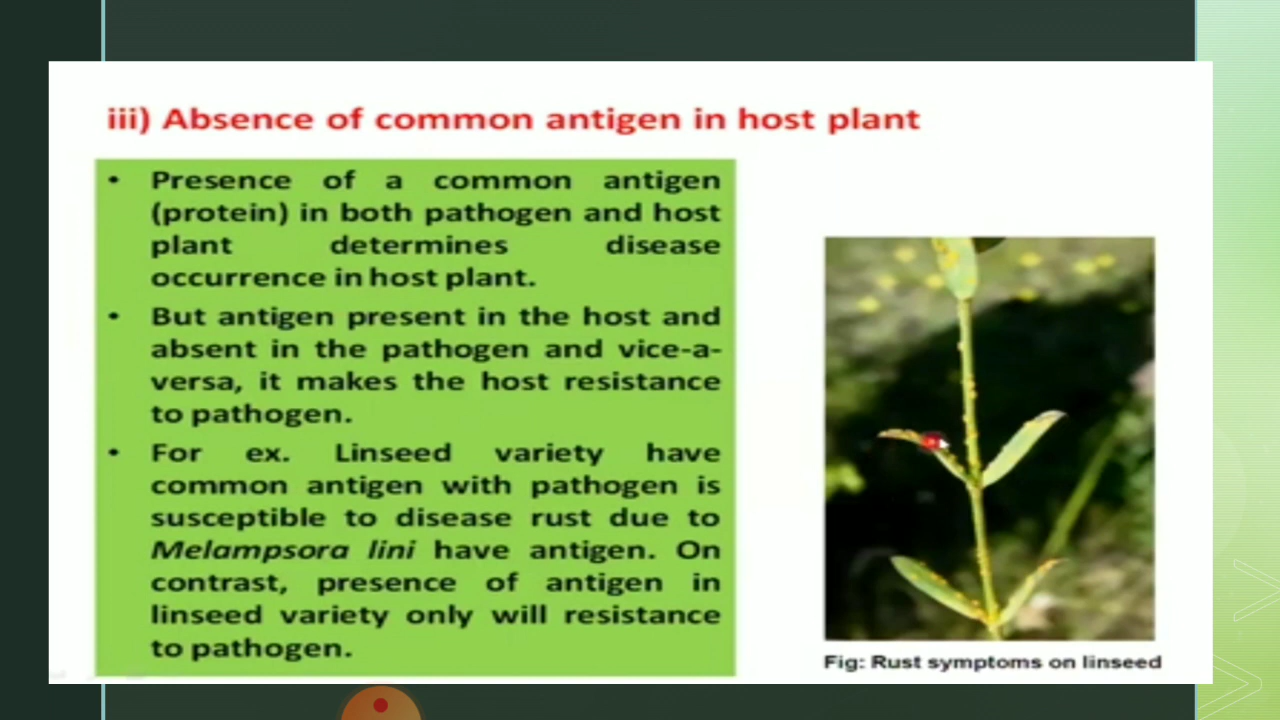 iii) Absence of common antigen in host plant
• Presence of a common antigen
(protein) in both pathogen and host
plant determines disease
occurrence in host plant.
• But antigen present in the host and
absent in the pathogen and vice-a-
versa, it makes the host resistance
to pathogen.
• For ex. Linseed variety have
common antigen with pathogen is
susceptible to disease rust due to
Melampsora lini have antigen. On
contrast, presence of antigen in
linseed variety only will resistance
to pathogen.
Fig: Rust symptoms on linseed